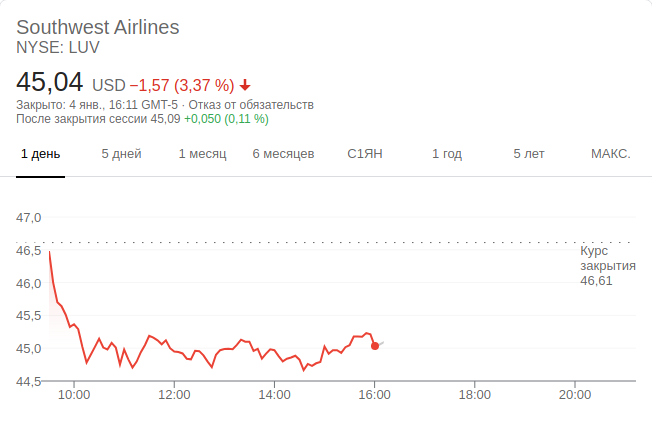 Southwest Airlines
NYSE: LUV
45,04 USD −1,57 (3,37 %)
Закрыто: 4 янв., 16:11 GMT-5 · Отказ от обязательств
После закрытия сессии 45,09 +0,050 (0,11 %)
1 день 5 дней 1 месяц 6 месяцев С1ЯН 1 год 5 лет МАКС.
47,0
46,5
Курс
закрытия
46,61
46,0
45,5
45,0
44,5
10:00 12:00 14:00 16:00 18:00 20:00